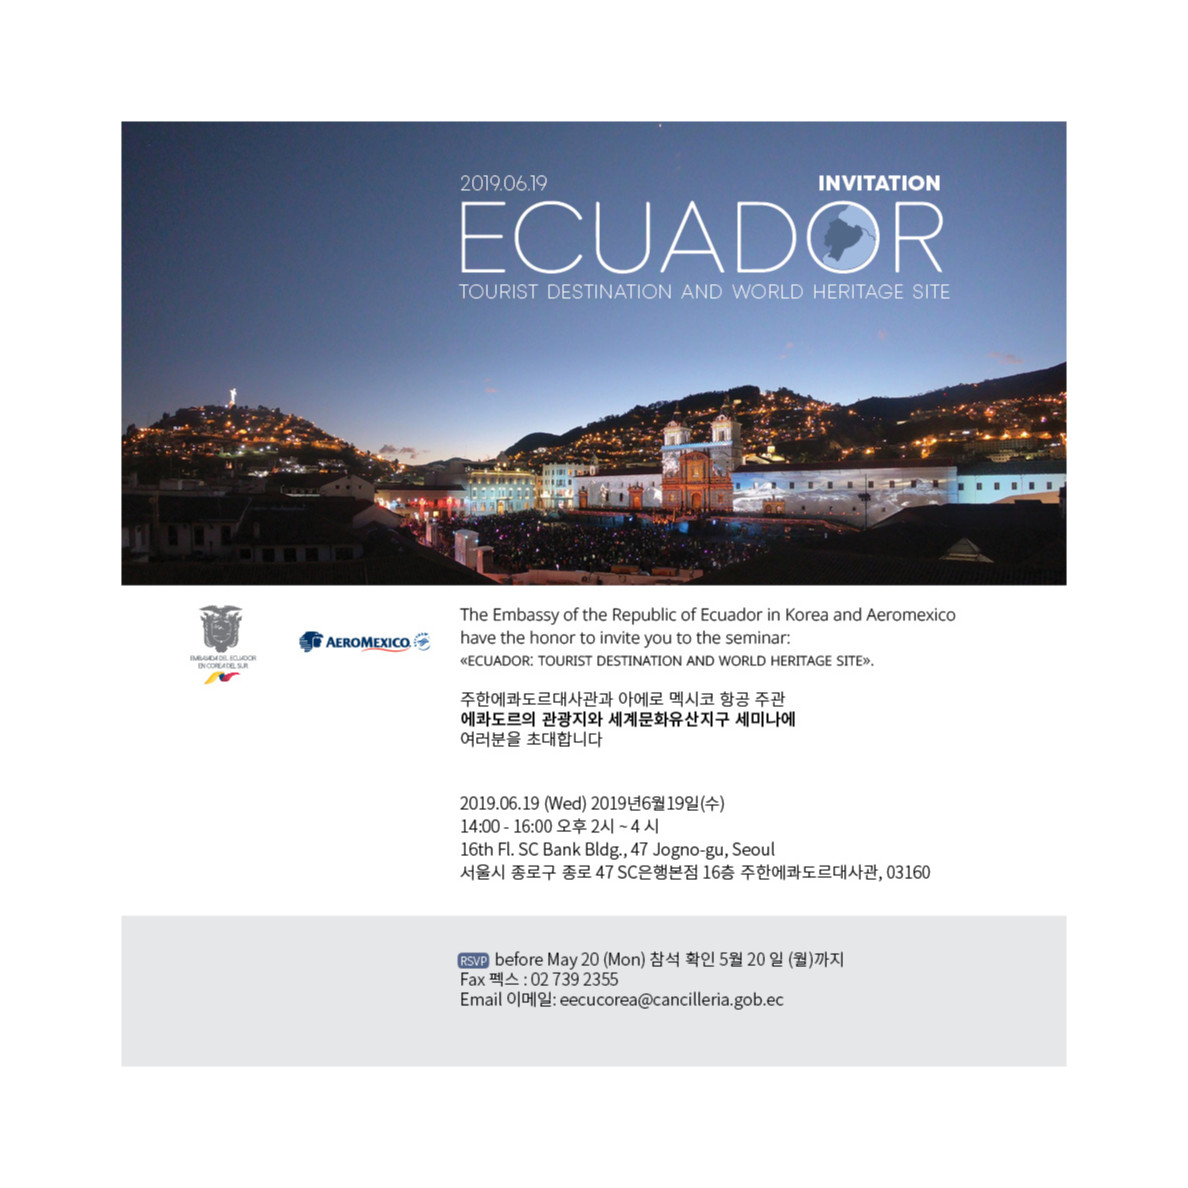 2019.06.19
INVITATION
ECUADOR
TOURIST DESTINATION AND WORLD HERITAGE SITE
EMBAJADA DEL ECUADOR
EN COREA DEL SUR
AEROMEXICO
The Embassy of the Republic of Ecuador in Korea and Aeromexico
have the honor to invite you to the seminar:
«ECUADOR: TOURIST DESTINATION AND WORLD HERITAGE SITE».
주한에콰도르대사관과 아에로 멕시코 항공 주관
에콰도르의 관광지와 세계문화유산지구 세미나에
여러분을 초대합니다
2019.06.19 (Wed) 2019년6월19일(수)
14:00 - 16:00 오후 2시 ~ 4 시
16th Fl. SC Bank Bldg., 47 Jogno-gu, Seoul
서울시 종로구 종로 47 SC은행본점 16층 주한에콰도르대사관, 03160
RSVP before May 20 (Mon) 참석 확인 5월 20 일 (월)까지
Fax 펙스 : 02 739 2355
Email 이메일: eecucorea@cancilleria.gob.ec